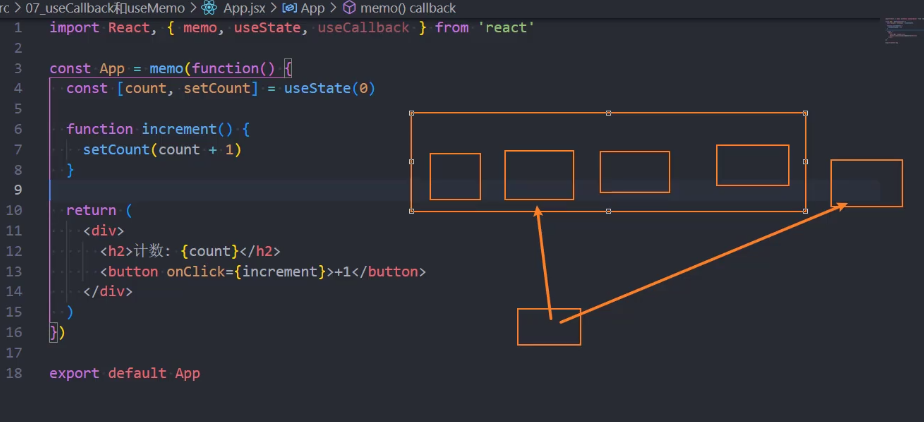 rc > 07_useCallback和useMemo > App.jsx > App > memo() callback
1 import React, { memo, useState, useCallback } from 'react'
2
3 const App = memo(function() {
4 const [count, setCount] = useState(0)
5
6 function increment() {
7 setCount(count + 1)
8 }
9
10 return (
11 <div>
12 <h2>计数: {count}</h2>
13 <button onClick={increment}>+1</button>
14 </div>
15 )
16 })
17
18 export default App